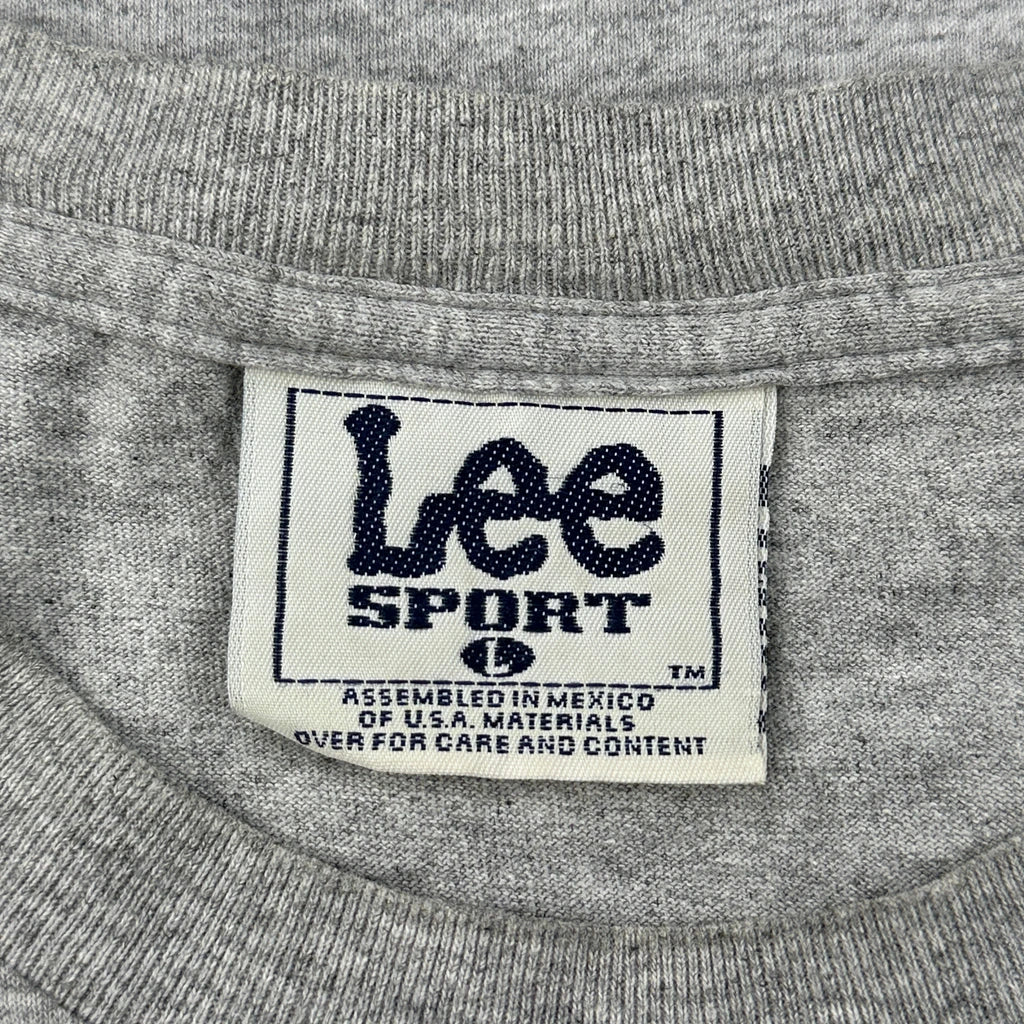 Lee
SPORT
L
TM
ASSEMBLED IN MEXICO
OF U.S.A. MATERIALS
OVER FOR CARE AND CONTENT